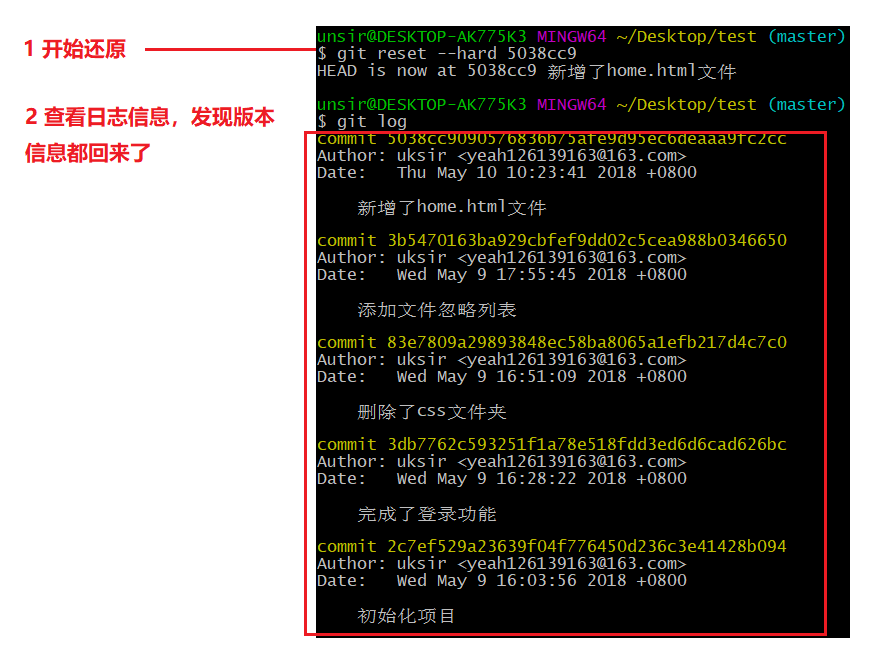 1 开始还原
2 查看日志信息，发现版本
信息都回来了
unsir@DESKTOP-AK775K3 MINGW64 ~/Desktop/test (master)
$ git reset --hard 5038cc9
HEAD is now at 5038cc9 新增了home.html文件
unsir@DESKTOP-AK775K3 MINGW64 ~/Desktop/test (master)
$ git log
commit 5038cc9090576836b75afe9d95ec6deaaa9fc2cc
Author: uksir <yeah126139163@163.com>
Date:   Thu May 10 10:23:41 2018 +0800
新增了home.html文件
commit 3b5470163ba929cbfef9dd02c5cea988b0346650
Author: uksir <yeah126139163@163.com>
Date:   Wed May 9 17:55:45 2018 +0800
添加文件忽略列表
commit 83e7809a29893848ec58ba8065a1efb217d4c7c0
Author: uksir <yeah126139163@163.com>
Date:   Wed May 9 16:51:09 2018 +0800
删除了css文件夹
commit 3db7762c593251f1a78e518fdd3ed6d6cad626bc
Author: uksir <yeah126139163@163.com>
Date:   Wed May 9 16:28:22 2018 +0800
完成了登录功能
commit 2c7ef529a23639f04f776450d236c3e41428b094
Author: uksir <yeah126139163@163.com>
Date:   Wed May 9 16:03:56 2018 +0800
初始化项目